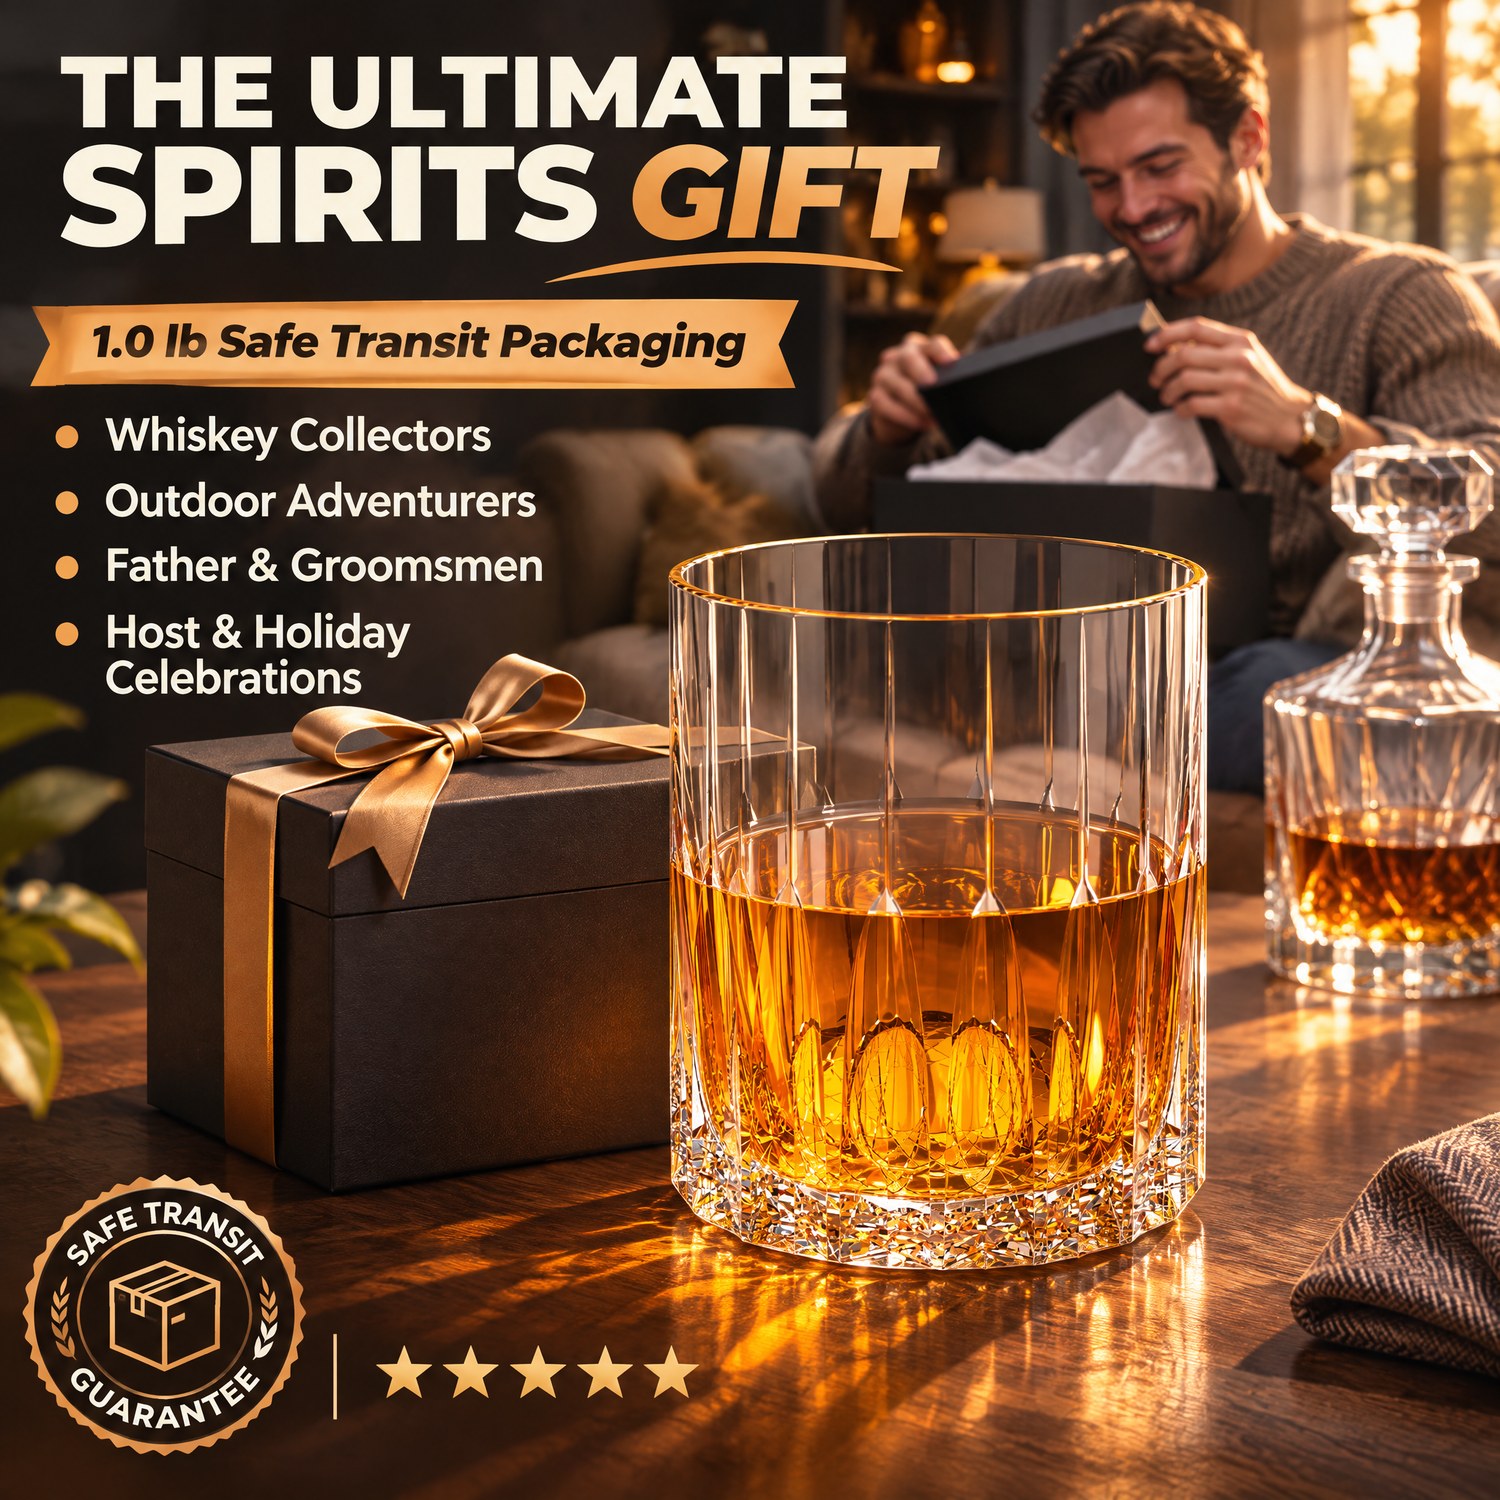 THE ULTIMATE
SPIRITS GIFT
1.0 lb Safe Transit Packaging
Whiskey Collectors
Outdoor Adventurers
Father & Groomsmen
Host & Holiday
Celebrations
SAFE TRANSIT
GUARANTEE